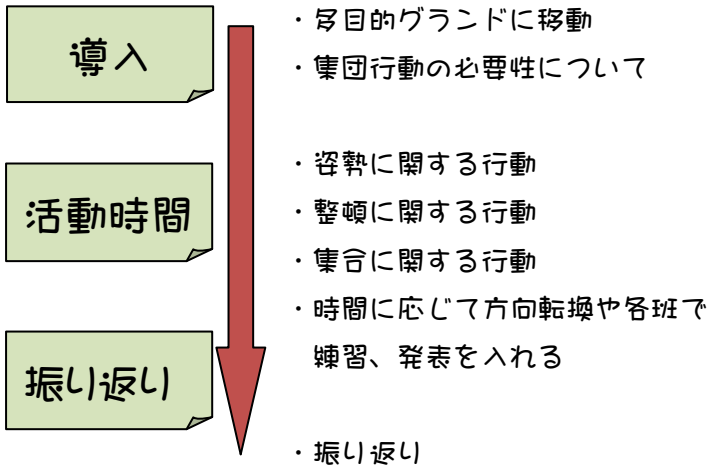 導入
・多目的グランドに移動
・集団行動の必要性について
活動時間
・姿勢に関する行動
・整頓に関する行動
・集合に関する行動
・時間に応じて方向転換や各班で
練習、発表を入れる
振り返り
・振り返り